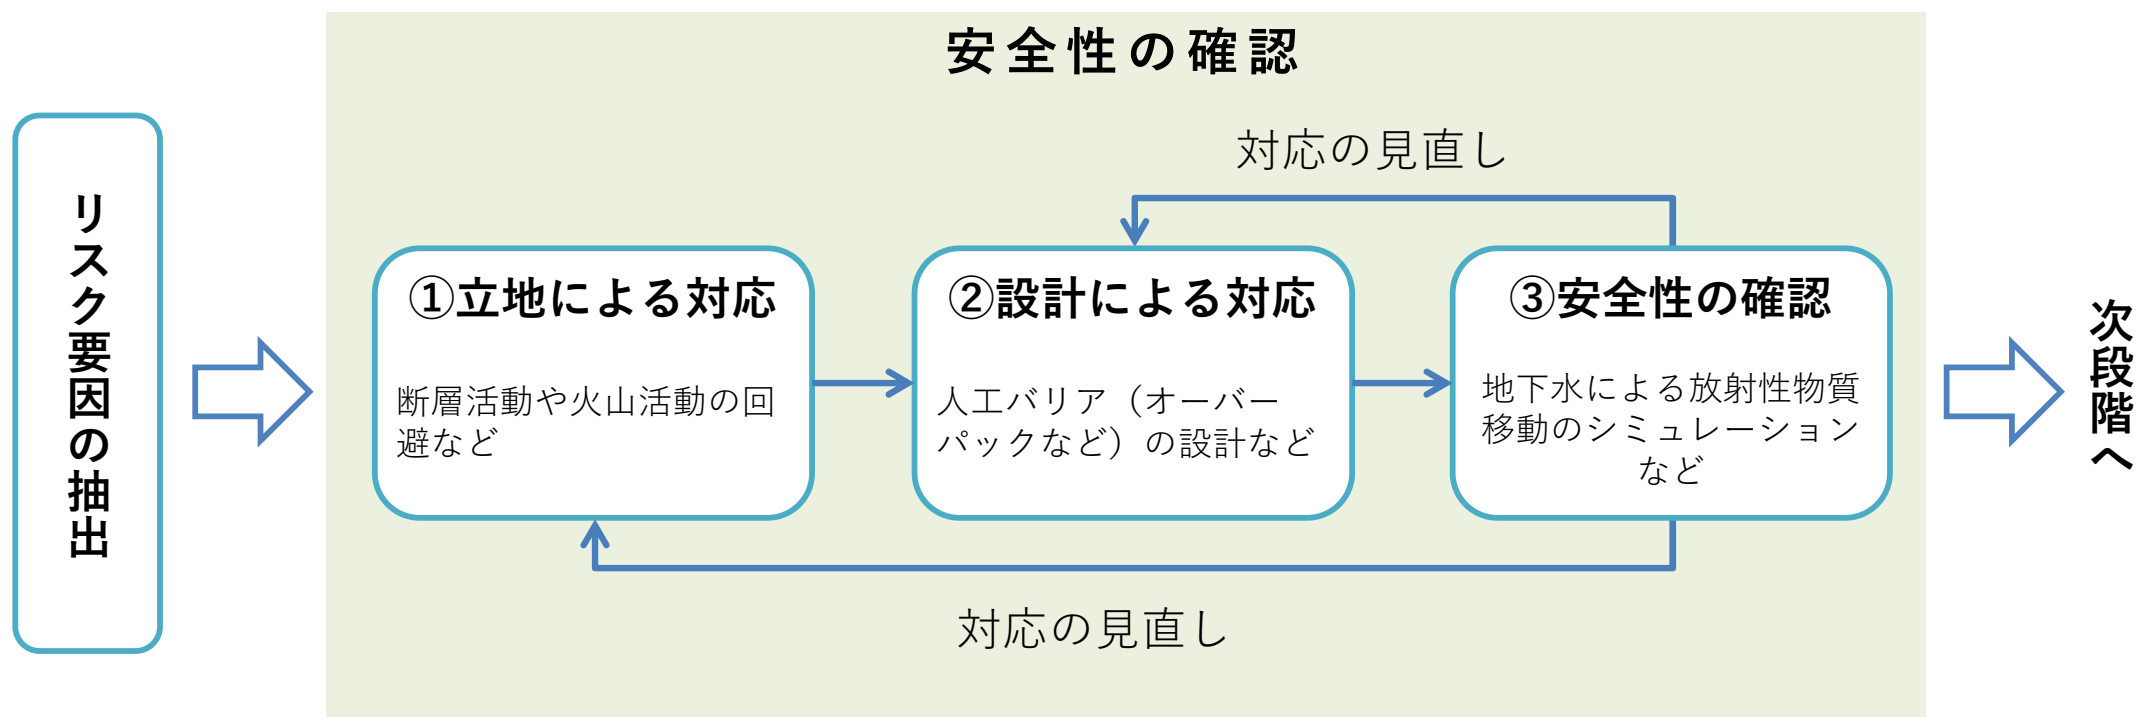 安全性の確認
リスク要因の抽出
対応の見直し
①立地による対応
断層活動や火山活動の回
避など
②設計による対応
人工バリア（オーバー
パックなど）の設計など
③安全性の確認
地下水による放射性物質
移動のシミュレーション
など
対応の見直し
次段階へ